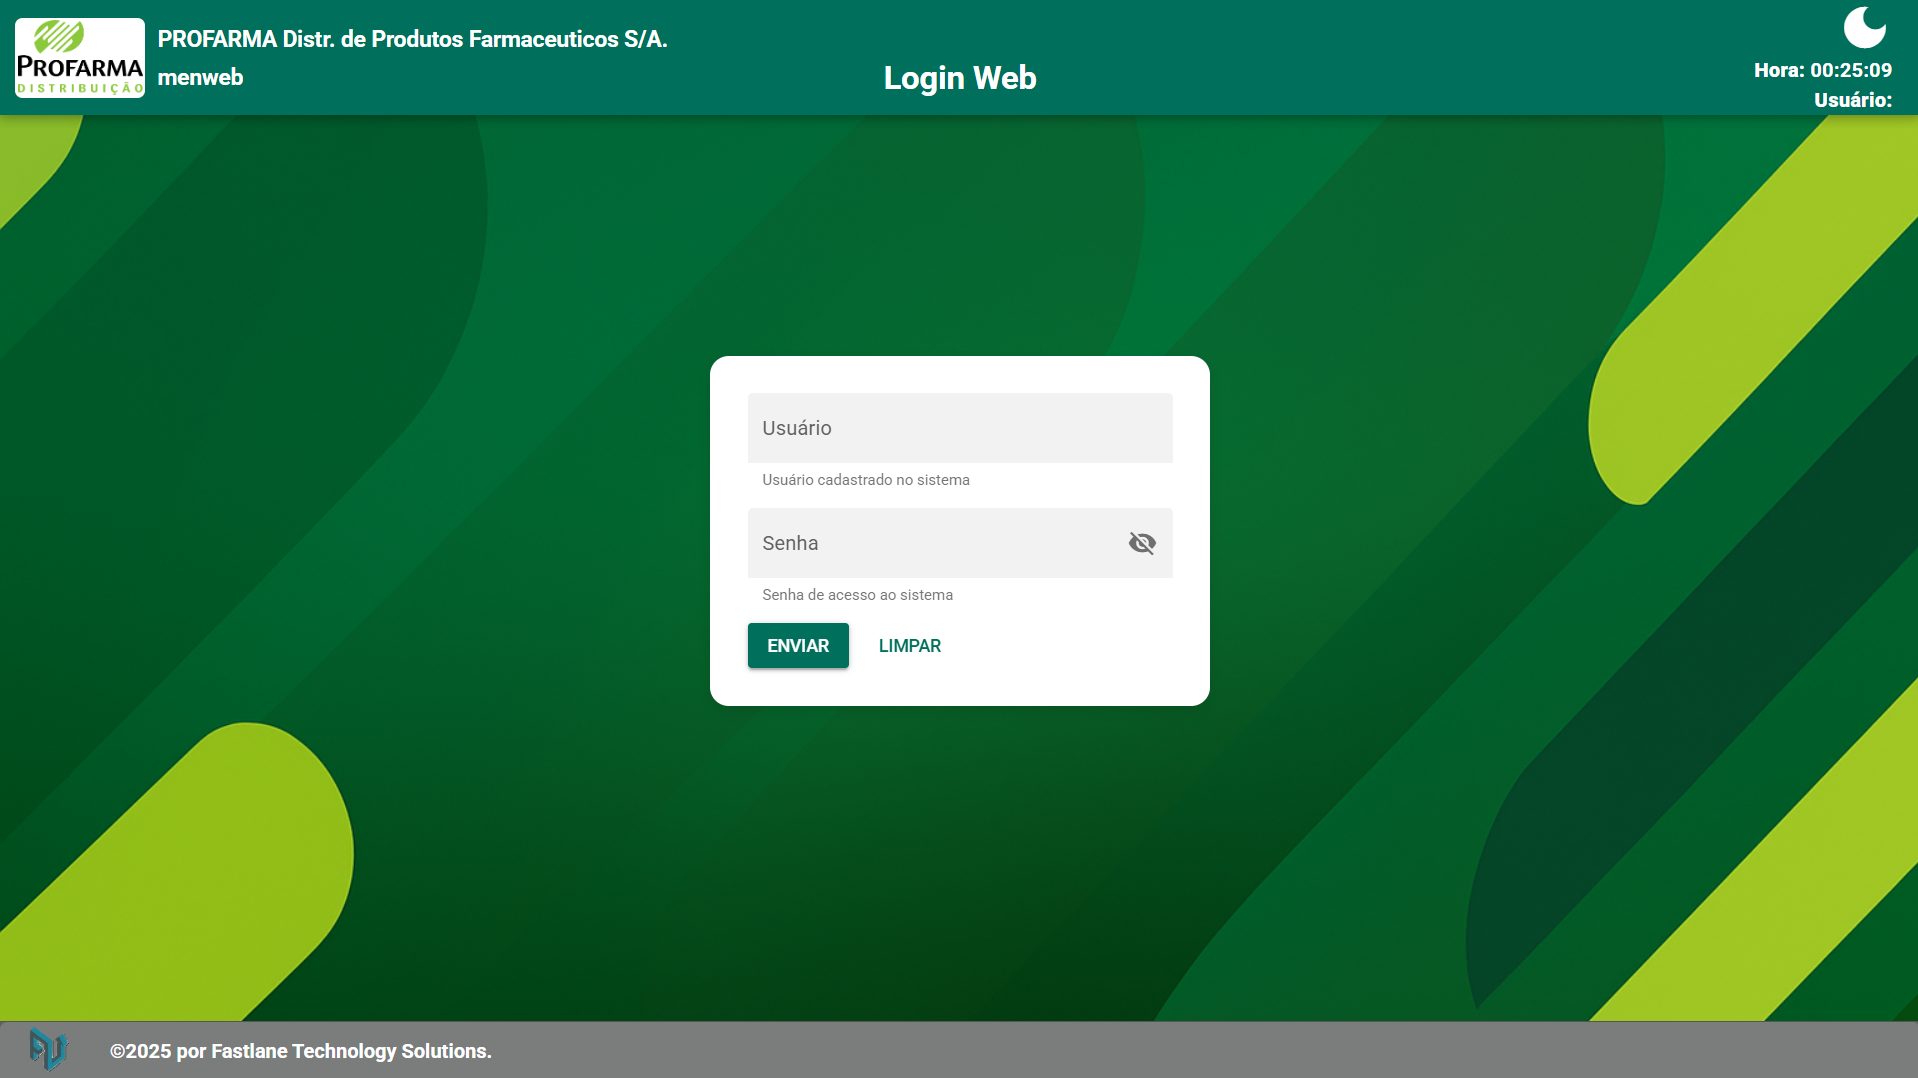 PROFARMA
DISTRIBUIÇÃO
PROFARMA Distr. de Produtos Farmaceuticos S/A.
menweb
Login Web
Hora: 00:25:09
Usuário:
Usuário
Usuário cadastrado no sistema
Senha
Senha de acesso ao sistema
ENVIAR LIMPAR
©2025 por Fastlane Technology Solutions.